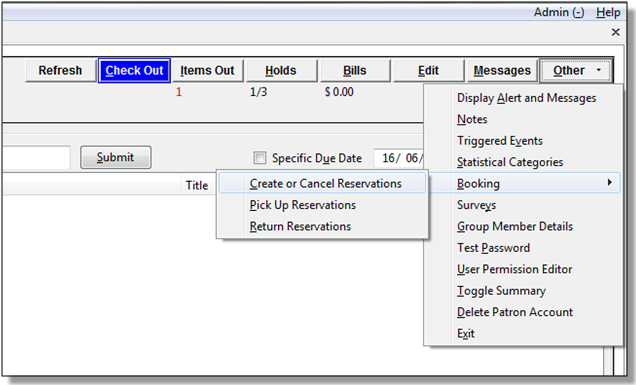 Admin (-) Help
Refresh Check Out Items Out Holds Bills Edit Messages Other
1 1/3 $ 0.00
Display Alert and Messages
Notes
Triggered Events
Submit Specific Due Date 16/ 06/
Statistical Categories
Title Create or Cancel Reservations Booking
Pick Up Reservations Surveys
Return Reservations Group Member Details
Test Password
User Permission Editor
Toggle Summary
Delete Patron Account
Exit